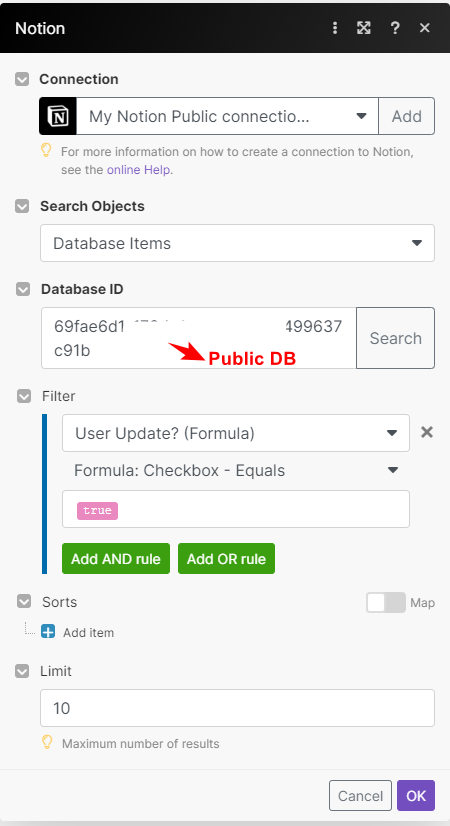 Notion
?
Connection
My Notion Public connectio...
Add
For more information on how to create a connection to Notion,
see the online Help.
Search Objects
Database Items
Database ID
69fae6d1
499637
c91b
Search
Public DB
Filter
User Update? (Formula)
Formula: Checkbox - Equals
true
Add AND rule
Add OR rule
Sorts
Map
Add item
Limit
10
Maximum number of results
Cancel
OK